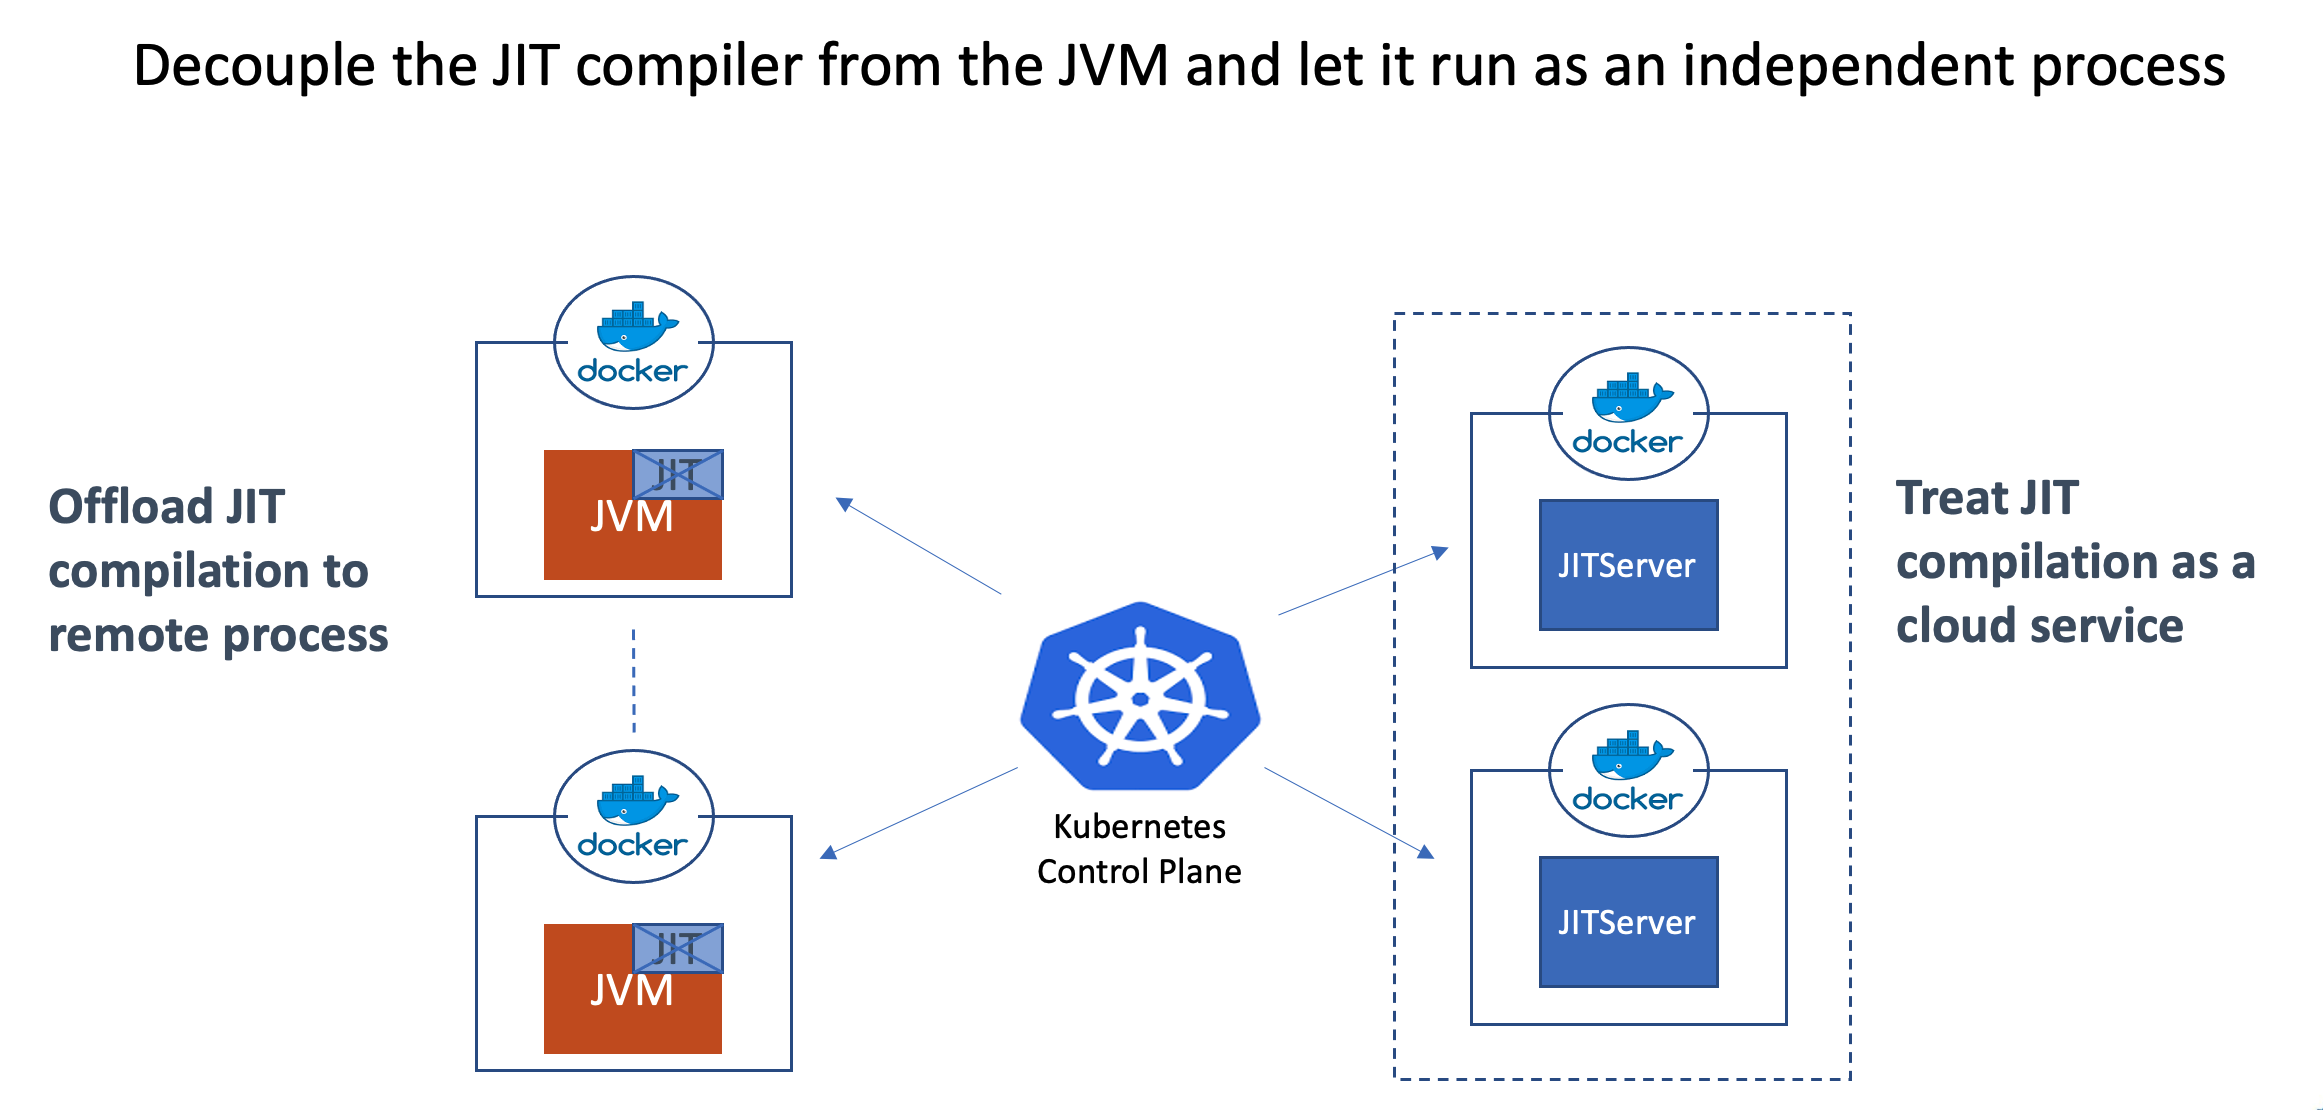 Decouple the JIT compiler from the JVM and let it run as an independent process
Offload JIT
compilation to
remote process
docker
JIT
JVM
docker
JIT
JVM
Kubernetes
Control Plane
docker
JITServer
docker
JITServer
Treat JIT
compilation as a
cloud service